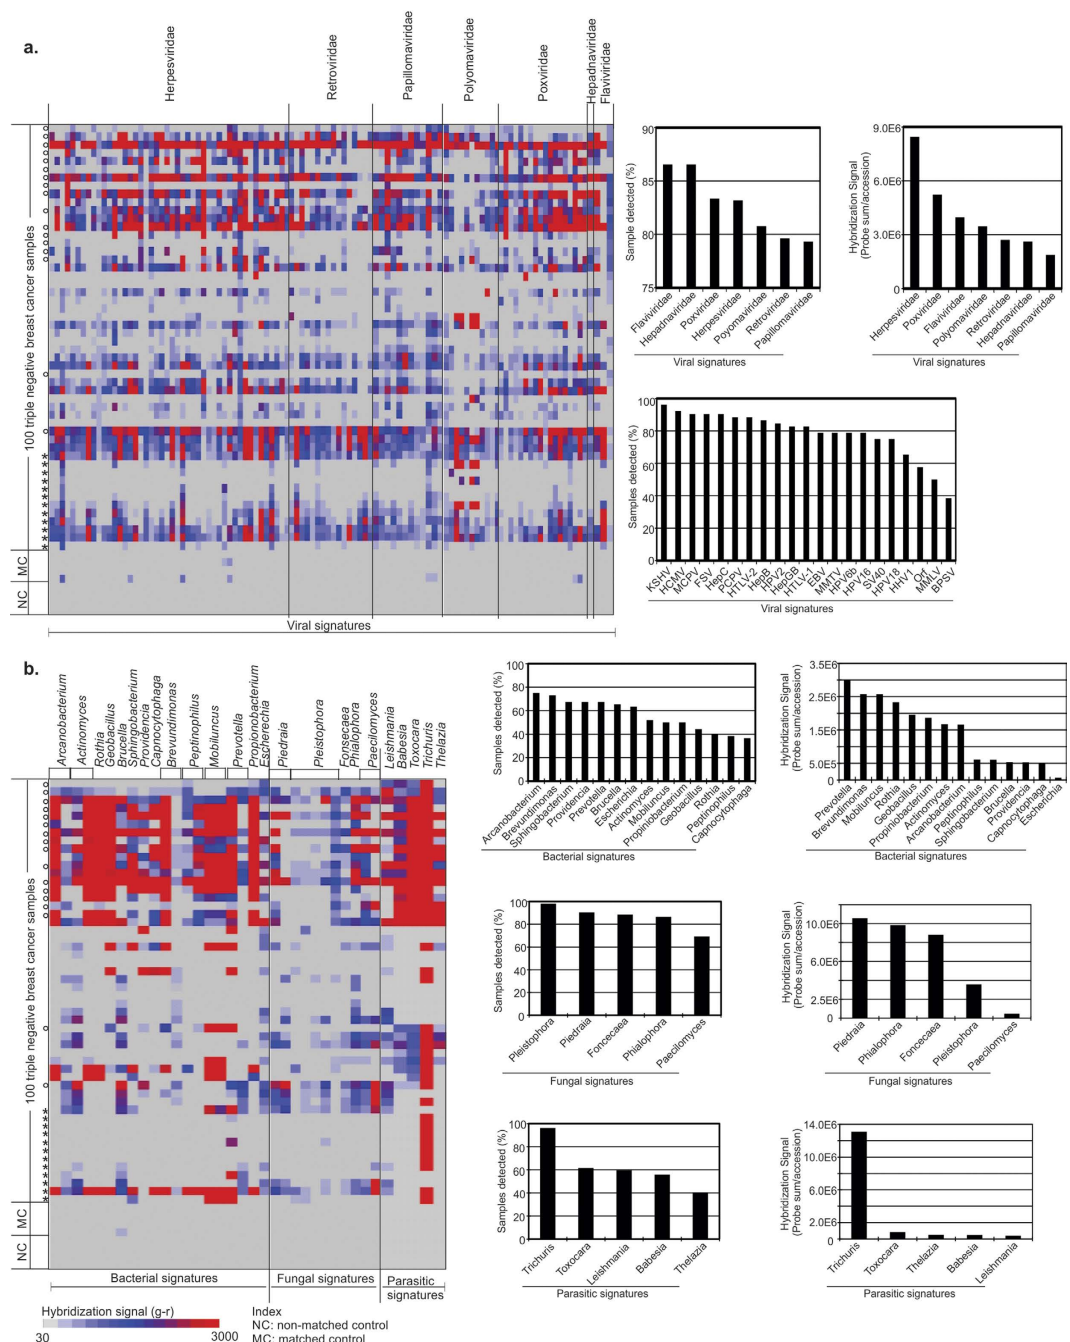 a.
Herpesviridae
Retroviridae
Papillomaviridae
Polyomaviridae
Poxviridae
Hepadnaviridae
Flaviviridae
100 triple negative breast cancer samples
MC
NC
Viral signatures
Sample detected (%)
90
85
80
75
Flaviviridae
Hepadnaviridae
Poxviridae
Herpesviridae
Poyomaviridae
Retroviridae
Papillomaviridae
Viral signatures
Hybridization Signal
(Probe sum/accession)
9.0E6
6.0E6
3.0E6
0
Herpesviridae
Poxviridae
Flaviridae
Polyomaviridae
Retroviridae
Hepadnaviridae
Papillomaviridae
Viral signatures
Samples detected (%)
100
80
60
40
20
0
KSHV
HCMV
MCPV
FSV
HepC
PCPV
HTLV-2
HepB
HPV2
HepGB
HTLV-1
EBV
MMTV
HPV6b
HPV16
SV40
HPV18
HHV1
Orf
MMLV
BPSV
Viral signatures
b.
Arcanobacterium
Actinomyces
Rothia
Geobacillus
Brucella
Sphingobacterium
Providencia
Capnocytophaga
Brevundimonas
Peptinophilus
Mobiluncus
Prevotella
Propionobacterium
Escherchia
Piedria
Pleistophora
Fonsecaea
Phialophora
Paecilomyces
Leishmania
Babesia
Toxocara
Trichuris
Thelazia
100 triple negative breast cancer samples
MC
NC
Bacterial signatures
Fungal signatures
Parasitic
signatures
Hybridization signal (g-r)
30
3000
Index
NC: non-matched control
MC: matched control
Samples detected (%)
100
80
60
40
20
0
Arcanobacterium
Brevundimonas
Sphingobacterium
Providencia
Prevotella
Brucella
Escherichia
Actinomyces
Mobiluncus
Propiniobacterium
Geobacillus
Rothia
Peptinophilus
Capnocytophaga
Bacterial signatures
Hybridization Signal
(Probe sum/accession)
3.5E6
2.5E6
1.5E6
5.0E5
0
Prevotella
Brevundimonas
Mobiluncus
Rothia
Geobacillus
Propiniobacterium
Actinomyces
Arcanobacterium
Peptinophilus
Sphingobacterium
Brucella
Providencia
Capnocytophaga
Escherichia
Bacterial signatures
Samples detected (%)
100
80
60
40
20
0
Pleistophora
Piedraia
Foncecaea
Phialophora
Paecilomyces
Fungal signatures
Hybridization Signal
(Probe sum/accession)
10.0E6
6.0E6
2.5E6
0
Piedraia
Phialophora
Foncecaea
Pleistophora
Paecilomyces
Fungal signatures
Samples detected (%)
100
80
60
40
20
0
Trichuris
Toxocara
Leishmania
Babesia
Thelazia
Parasitic signatures
Hybridization Signal
(Probe sum/accession)
14.0E6
8.0E6
2.0E6
0
Trichuris
Toxocara
Thelazia
Babesia
Leishmania
Parasitic signatures